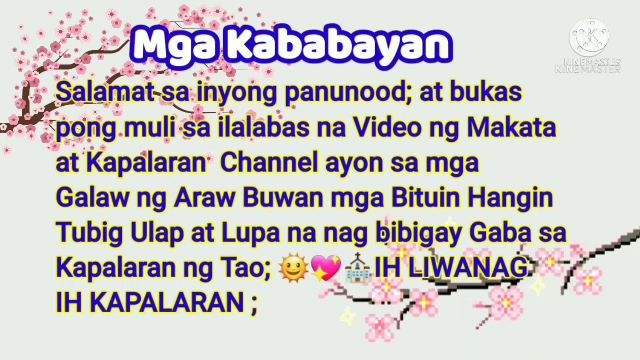 Mga Kababayan
KINEMASTER
KINEMASTER
Salamat sa inyong panunood; at bukas
pong muli sa ilalabas na Video ng Makata
at Kapalaran Channel ayon sa mga
Galaw ng Araw Buwan mga Bituin Hangin
Tubig Ulap at Lupa na nag bibigay Gaba sa
Kapalaran ng Tao; 🌞💖⛪IH LIWANAG.
IH KAPALARAN ;